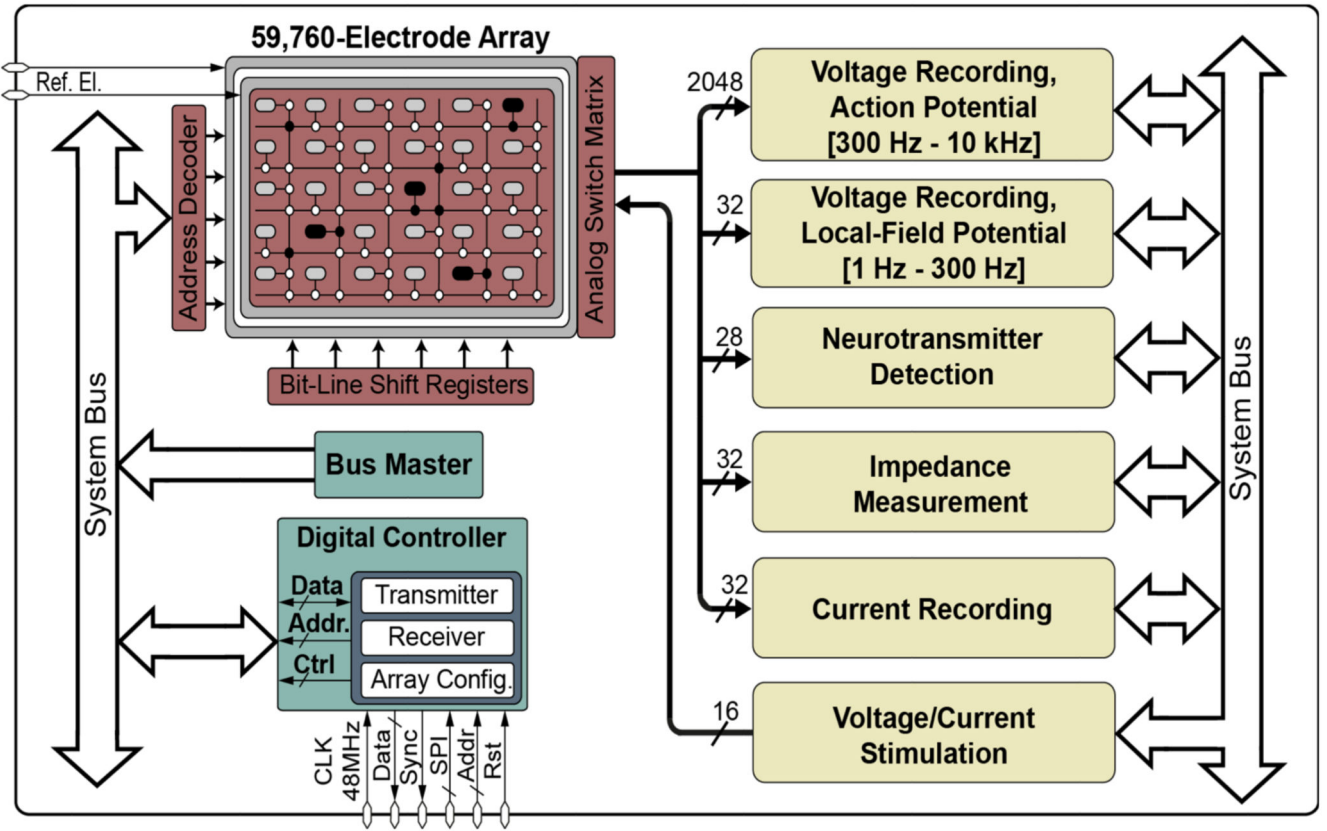 59,760-Electrode Array
Ref. El.
Address Decoder
Analog Switch Matrix
Bit-Line Shift Registers
System Bus
Bus Master
Digital Controller
Data
Addr.
Ctrl
Transmitter
Receiver
Array Config.
CLK
48MHz
Data
Sync
SPI
Addr
Rst
2048
Voltage Recording,
Action Potential
[300 Hz - 10 kHz]
32
Voltage Recording,
Local-Field Potential
[1 Hz - 300 Hz]
28
Neurotransmitter
Detection
32
Impedance
Measurement
32
Current Recording
16
Voltage/Current
Stimulation
System Bus